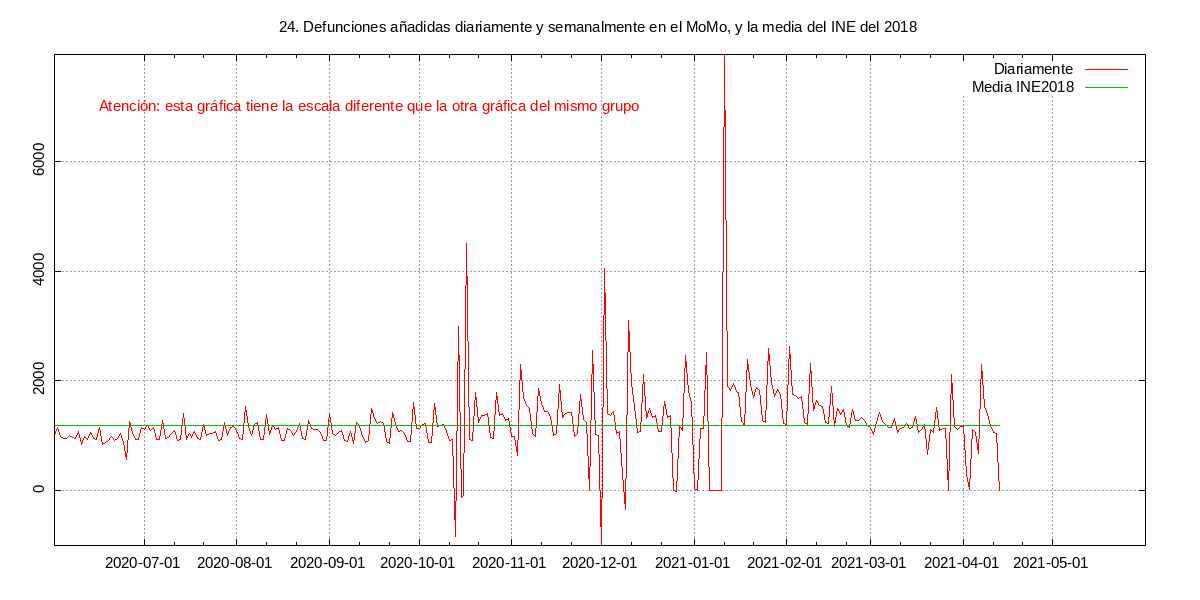 24. Defunciones añadidas diariamente y semanalmente en el MoMo, y la media del INE del 2018
Diariamente
Media INE2018
Atención: esta gráfica tiene la escala diferente que la otra gráfica del mismo grupo
6000
4000
2000
0
2020-07-01 2020-08-01 2020-09-01 2020-10-01 2020-11-01 2020-12-01 2021-01-01 2021-02-01 2021-03-01 2021-04-01 2021-05-01